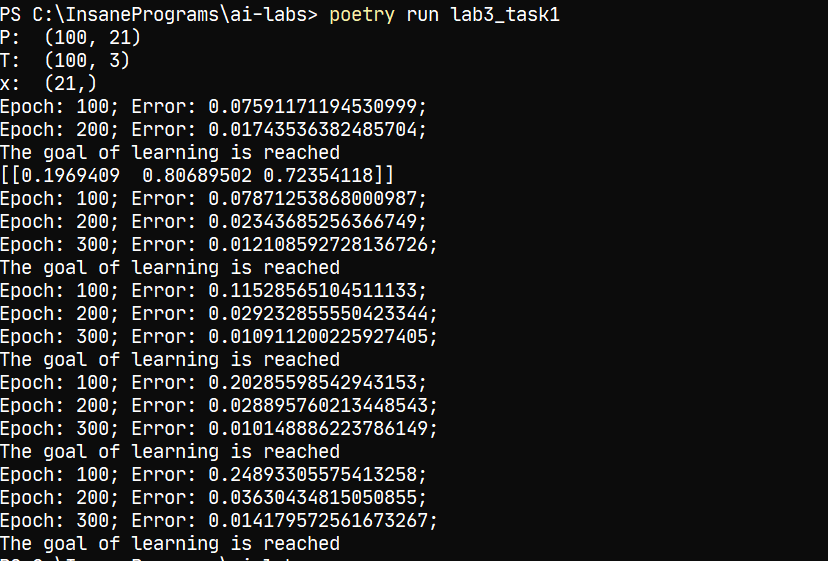 PS C:\InsanePrograms\ai-labs> poetry run lab3_task1
P:  (100, 21)
T:  (100, 3)
x:  (21,)
Epoch: 100; Error: 0.07591171194530999;
Epoch: 200; Error: 0.01743536382485704;
The goal of learning is reached
[[0.1969409  0.80689502 0.72354118]]
Epoch: 100; Error: 0.07871253868000987;
Epoch: 200; Error: 0.02343685256366749;
Epoch: 300; Error: 0.012108592728136726;
The goal of learning is reached
Epoch: 100; Error: 0.11528565104511133;
Epoch: 200; Error: 0.029232855550423344;
Epoch: 300; Error: 0.010911200225927405;
The goal of learning is reached
Epoch: 100; Error: 0.20285598542943153;
Epoch: 200; Error: 0.028895760213448543;
Epoch: 300; Error: 0.010148886223786149;
The goal of learning is reached
Epoch: 100; Error: 0.24893305575413258;
Epoch: 200; Error: 0.03630434815050855;
Epoch: 300; Error: 0.014179572561673267;
The goal of learning is reached